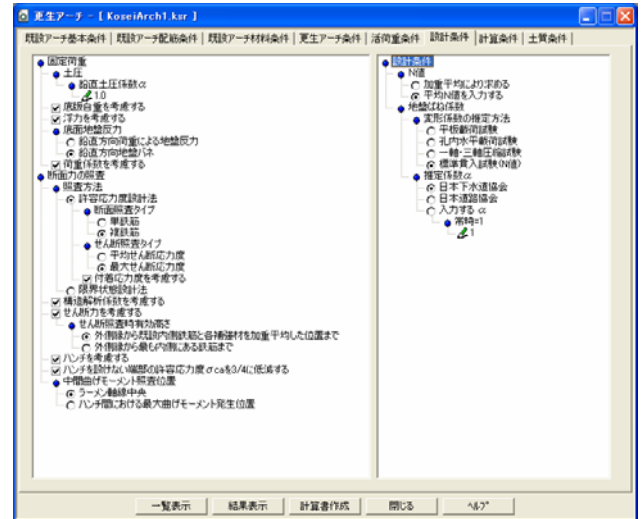 更生アーチ - [ KoseiArch1.ksr ]
既設アーチ基本条件 既設アーチ配筋条件 既設アーチ材料条件 更生アーチ条件 活荷重条件 設計条件 計算条件 土質条件
固定荷重
土圧
鉛直土圧係数α
1.0
底版自重を考慮する
浮力を考慮する
底面地盤反力
鉛直方向荷重による地盤反力
鉛直方向地盤バネ
荷重係数を考慮する
断面力の照査
照査方法
許容応力度設計法
断面照査タイプ
単鉄筋
複鉄筋
せん断照査タイプ
平均せん断応力度
最大せん断応力度
付着応力度を考慮する
限界状態設計法
構造解析係数を考慮する
せん断力を考慮する
せん断照査時有効高さ
外側縁から既設内側鉄筋と各補強材を加重平均した位置まで
外側縁から最も内側にある鉄筋まで
ハンチを考慮する
ハンチを設けない端部の許容応力度σcaを3/4に低減する
中間曲げモーメント照査位置
ラーメン軸線中央
ハンチ間における最大曲げモーメント発生位置
設計条件
N値
加重平均により求める
平均N値を入力する
地盤ばね係数
変形係数の推定方法
平板載荷試験
孔内水平載荷試験
一軸・三軸圧縮試験
標準貫入試験(N値)
推定係数α
日本下水道協会
日本道路協会
入力する α
常時=1
1
一覧表示 結果表示 計算書作成 閉じる ヘルプ